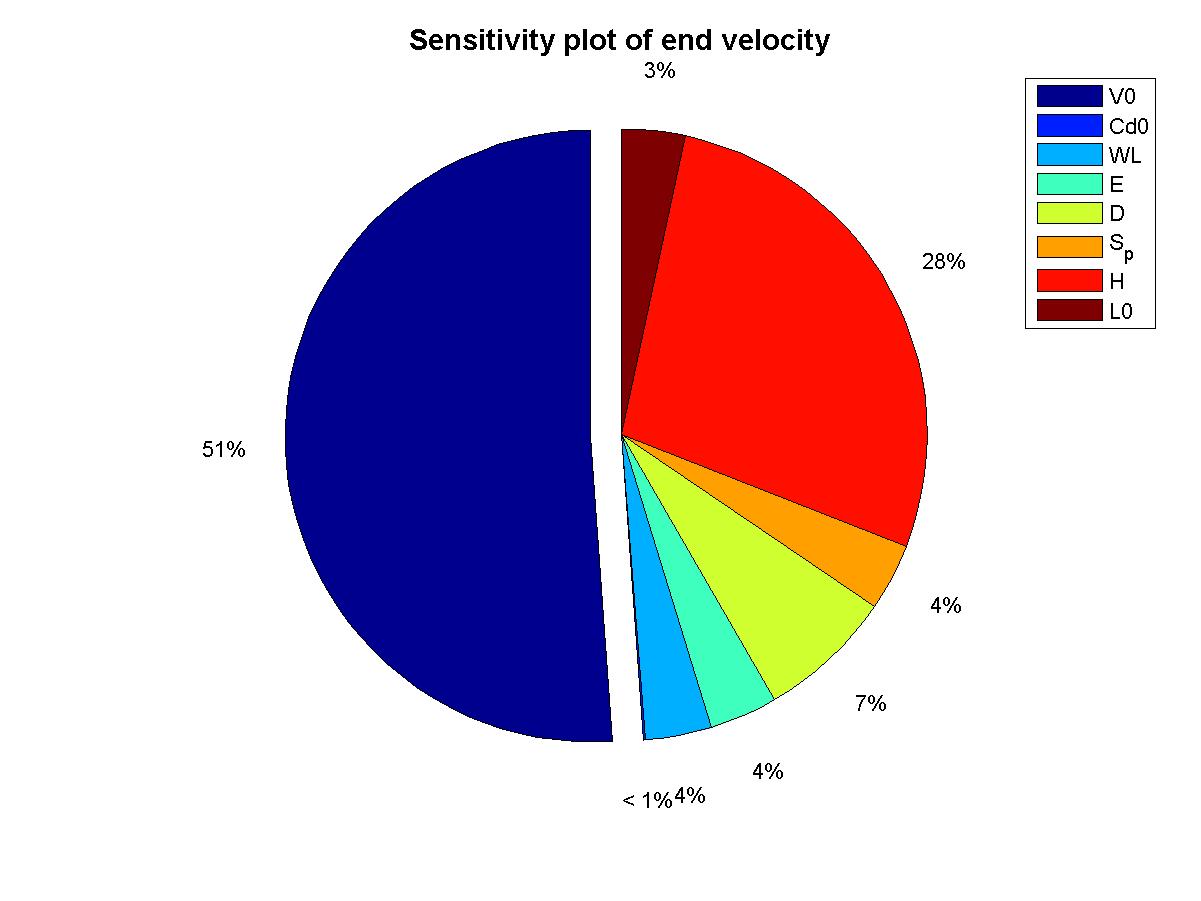 Sensitivity plot of end velocity
3%
28%
51%
4%
7%
4%
4%
< 1%
V0
Cd0
WL
E
D
Sp
H
L0